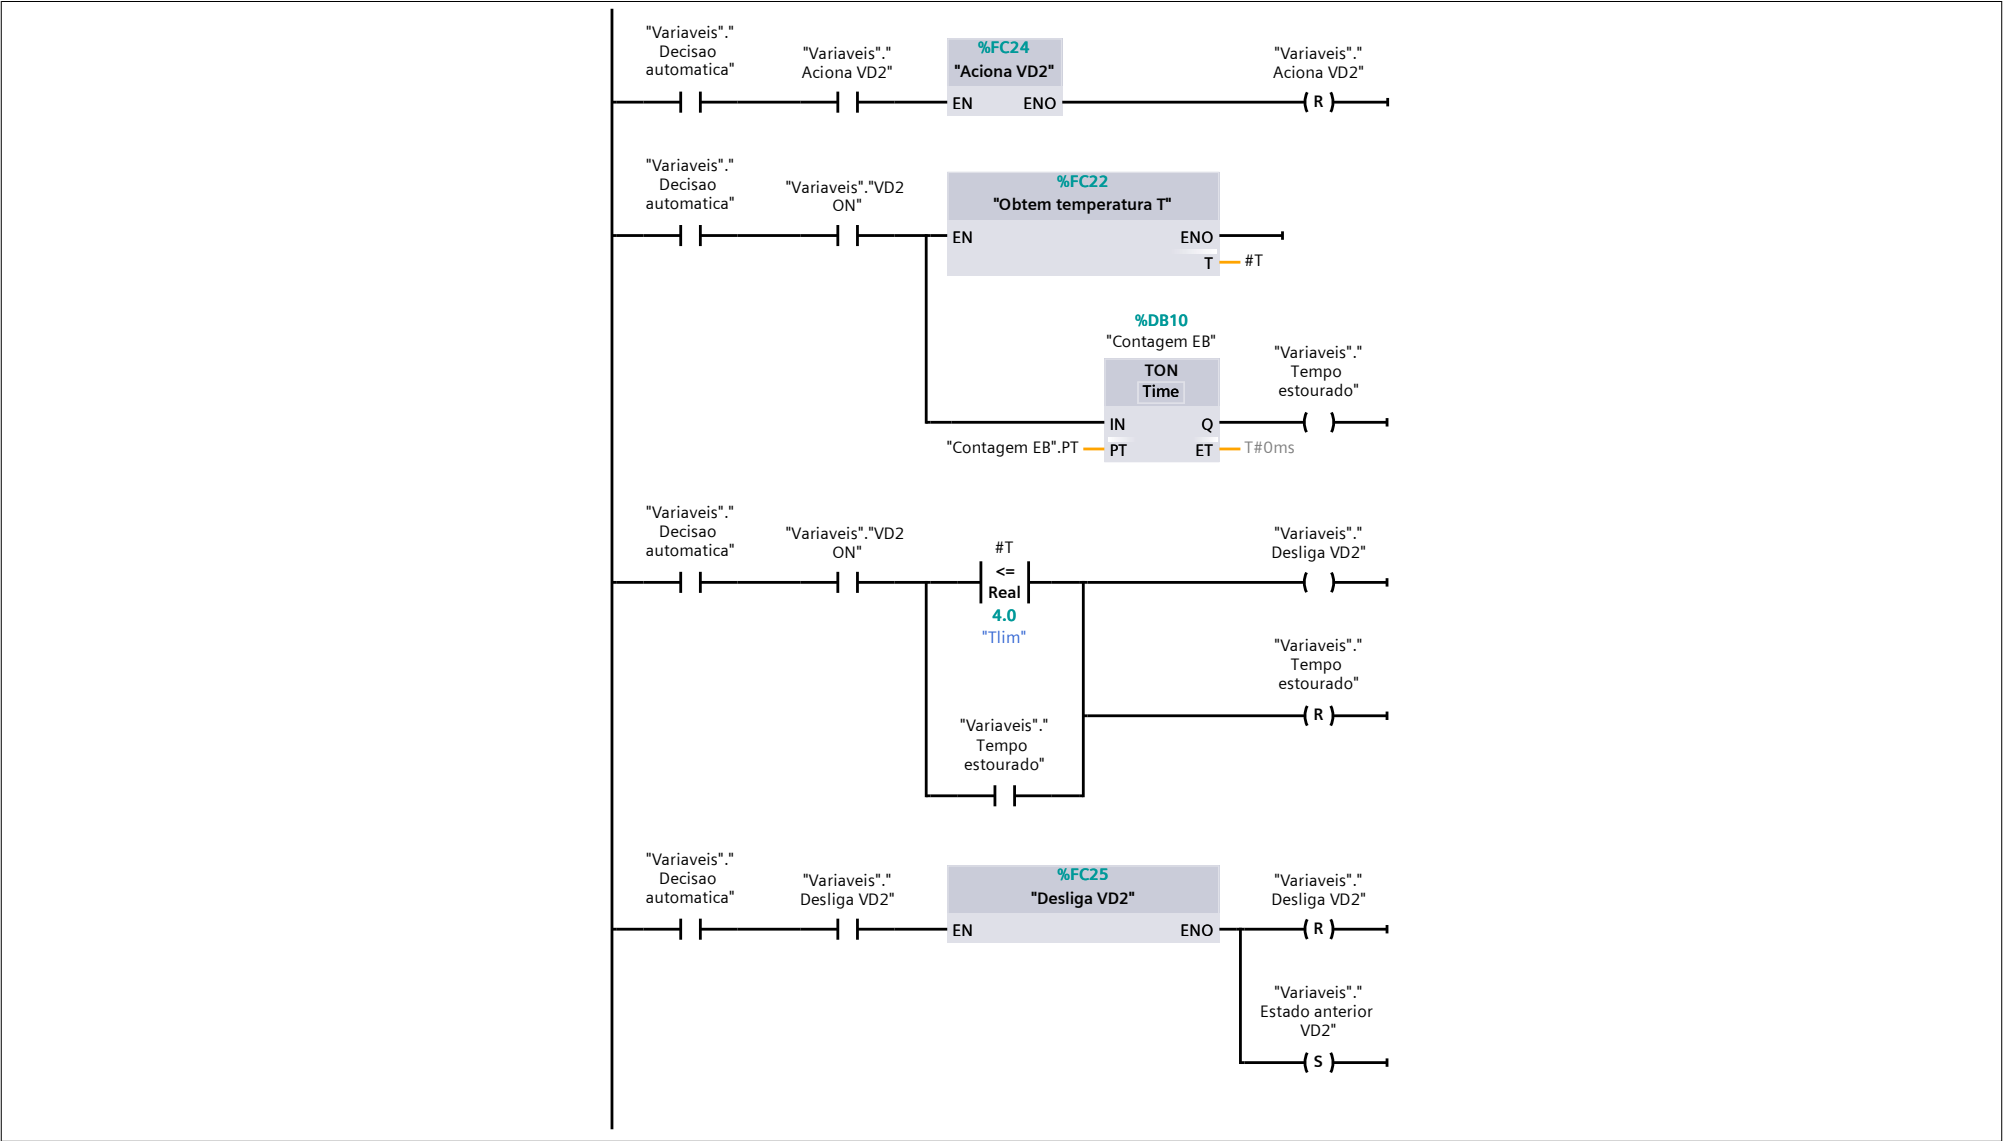 "Variaveis"."
Decisao
automatica"
"Variaveis"."
Aciona VD2"
%FC24
"Aciona VD2"
EN ENO
"Variaveis"."
Aciona VD2"
R
"Variaveis"."
Decisao
automatica"
"Variaveis"."VD2
ON"
%FC22
"Obtem temperatura T"
EN ENO
T #T
%DB10
"Contagem EB"
TON
Time
IN Q
"Contagem EB".PT PT ET T#0ms
"Variaveis"."
Tempo
estourado"
"Variaveis"."
Decisao
automatica"
"Variaveis"."VD2
ON"
#T
<=
Real
4.0
"Tlim"
"Variaveis"."
Desliga VD2"
"Variaveis"."
Tempo
estourado"
R
"Variaveis"."
Tempo
estourado"
"Variaveis"."
Decisao
automatica"
"Variaveis"."
Desliga VD2"
%FC25
"Desliga VD2"
EN ENO
"Variaveis"."
Desliga VD2"
R
"Variaveis"."
Estado anterior
VD2"
S